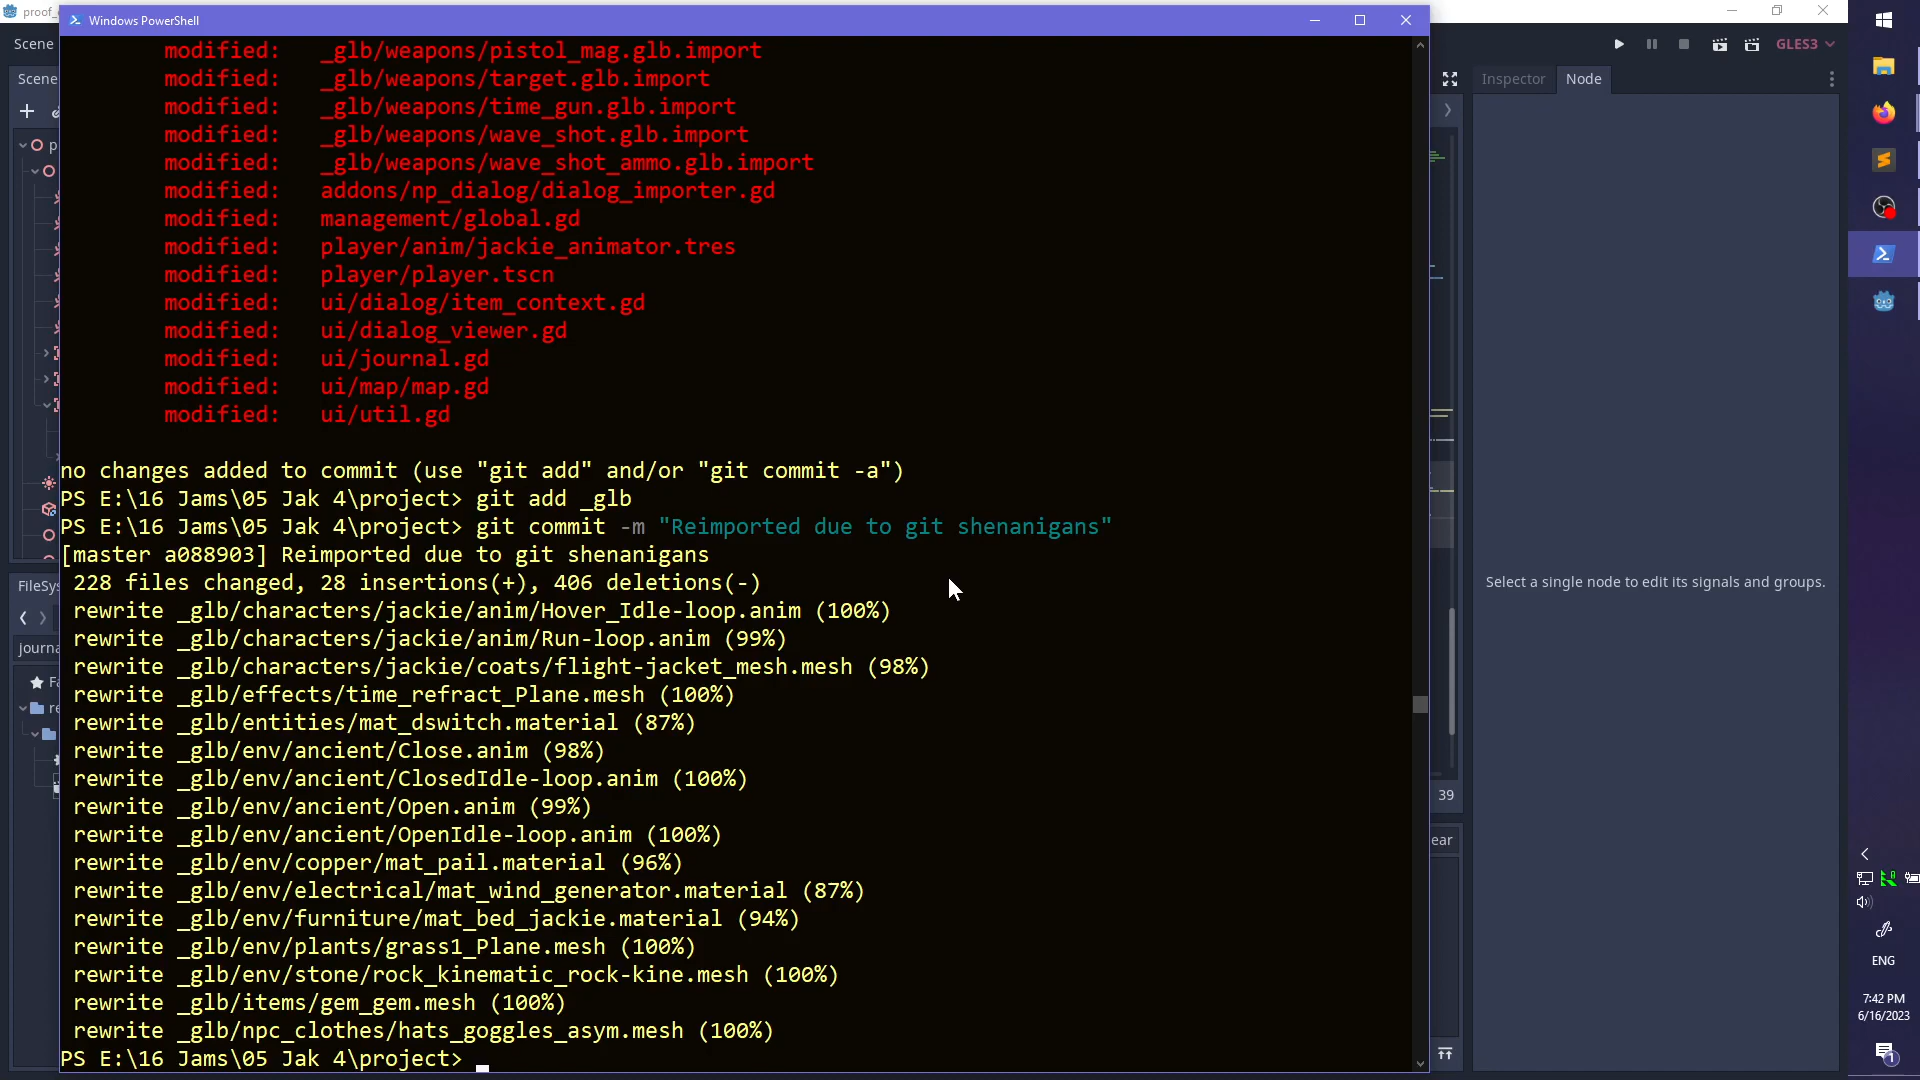 proof_
Windows PowerShell
Scene
GLES3
Scene
Inspector
Node
p
modified: _glb/weapons/pistol_mag.glb.import
modified: _glb/weapons/target.glb.import
modified: _glb/weapons/time_gun.glb.import
modified: _glb/weapons/wave_shot.glb.import
modified: _glb/weapons/wave_shot_ammo.glb.import
modified: addons/np_dialog/dialog_importer.gd
modified: management/global.gd
modified: player/anim/jackie_animator.tres
modified: player/player.tscn
modified: ui/dialog/item_context.gd
modified: ui/dialog_viewer.gd
modified: ui/journal.gd
modified: ui/map/map.gd
modified: ui/util.gd
no changes added to commit (use "git add" and/or "git commit -a")
PS E:\16 Jams\05 Jak 4\project> git add _glb
PS E:\16 Jams\05 Jak 4\project> git commit -m "Reimported due to git shenanigans"
[master a088903] Reimported due to git shenanigans
228 files changed, 28 insertions(+), 406 deletions(-)
rewrite _glb/characters/jackie/anim/Hover_Idle-loop.anim (100%)
rewrite _glb/characters/jackie/anim/Run-loop.anim (99%)
rewrite _glb/characters/jackie/coats/flight-jacket_mesh.mesh (98%)
rewrite _glb/effects/time_refract_Plane.mesh (100%)
rewrite _glb/entities/mat_dswitch.material (87%)
rewrite _glb/env/ancient/Close.anim (98%)
rewrite _glb/env/ancient/ClosedIdle-loop.anim (100%)
rewrite _glb/env/ancient/Open.anim (99%)
rewrite _glb/env/ancient/OpenIdle-loop.anim (100%)
rewrite _glb/env/copper/mat_pail.material (96%)
rewrite _glb/env/electrical/mat_wind_generator.material (87%)
rewrite _glb/env/furniture/mat_bed_jackie.material (94%)
rewrite _glb/env/plants/grass1_Plane.mesh (100%)
rewrite _glb/env/stone/rock_kinematic_rock-kine.mesh (100%)
rewrite _glb/items/gem_gem.mesh (100%)
rewrite _glb/npc_clothes/hats_goggles_asym.mesh (100%)
PS E:\16 Jams\05 Jak 4\project>
FileSys
journa
Fa
re
Select a single node to edit its signals and groups.
39
ear
ENG
7:42 PM
6/16/2023
1